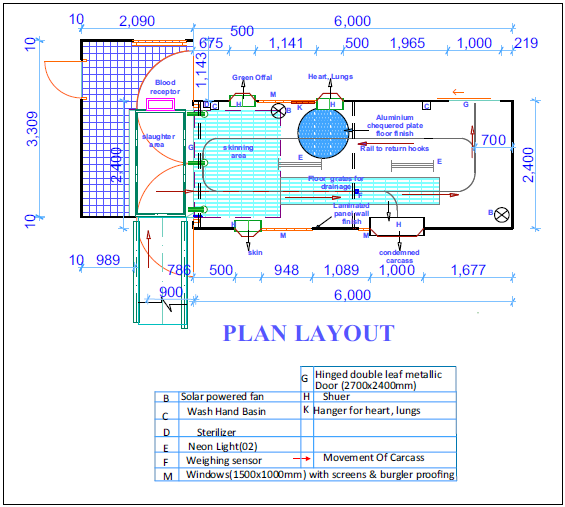 10 2,090 500 6,000
675 1,141 500 1,965 1,000 219
10
1,143
Green Offal
Heart, Lungs
M
Blood
receptor
D C
K
B
C
G
Aluminium
chequered plate
floor finish
3,309
slaughter
area
G
skinning
area
Rail to return hooks
700
2,400
2,400
E
E
Floor grates for
drainage
F
Laminated
panel wall
finish
H
H
B
10
M
M
skin
condemned
carcass
10 989 786 500 948 1,089 1,000 1,677
900
6,000
PLAN LAYOUT
G Hinged double leaf metallic
Door (2700x2400mm)
B Solar powered fan H Shuer
C Wash Hand Basin K Hanger for heart, lungs
D Sterilizer
E Neon Light(02)
F Weighing sensor Movement Of Carcass
M Windows(1500x1000mm) with screens & burgler proofing